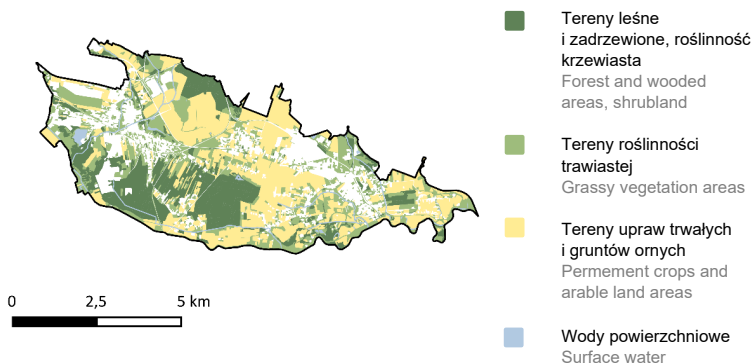 Tereny leśne
i zadrzewione, roślinność
krzewiasta
Forest and wooded
areas, shrubland
Tereny roślinności
trawiastej
Grassy vegetation areas
Tereny upraw trwałych
i gruntów ornych
Permement crops and
arable land areas
Wody powierzchniowe
Surface water
0 2,5 5 km